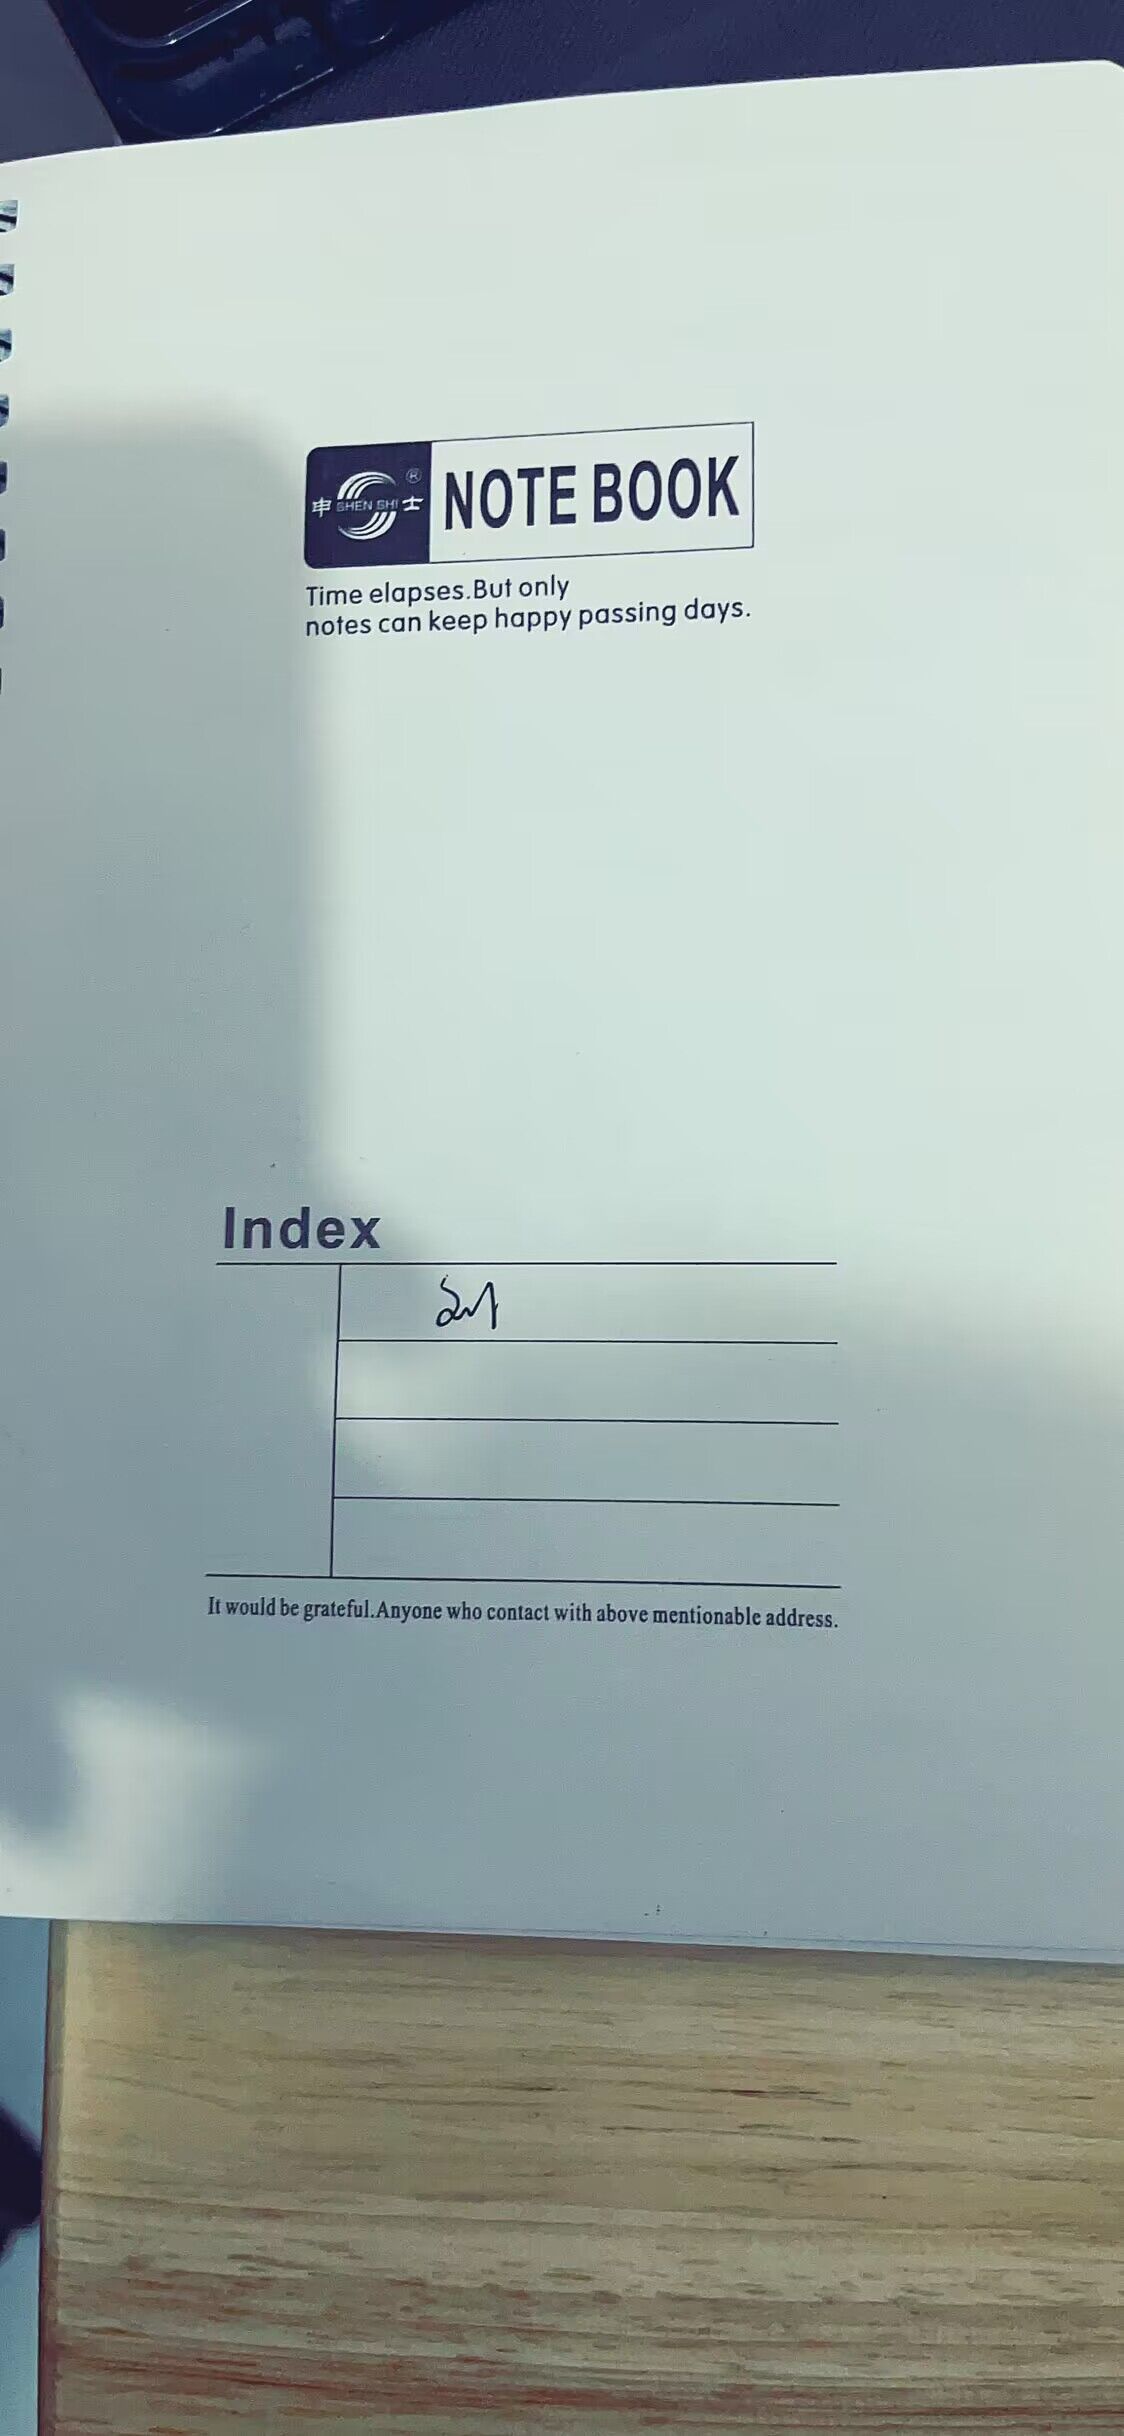 申 SHEN SHI 士 ®
NOTE BOOK
Time elapses.But only
notes can keep happy passing days.
Index
It would be grateful.Anyone who contact with above mentionable address.